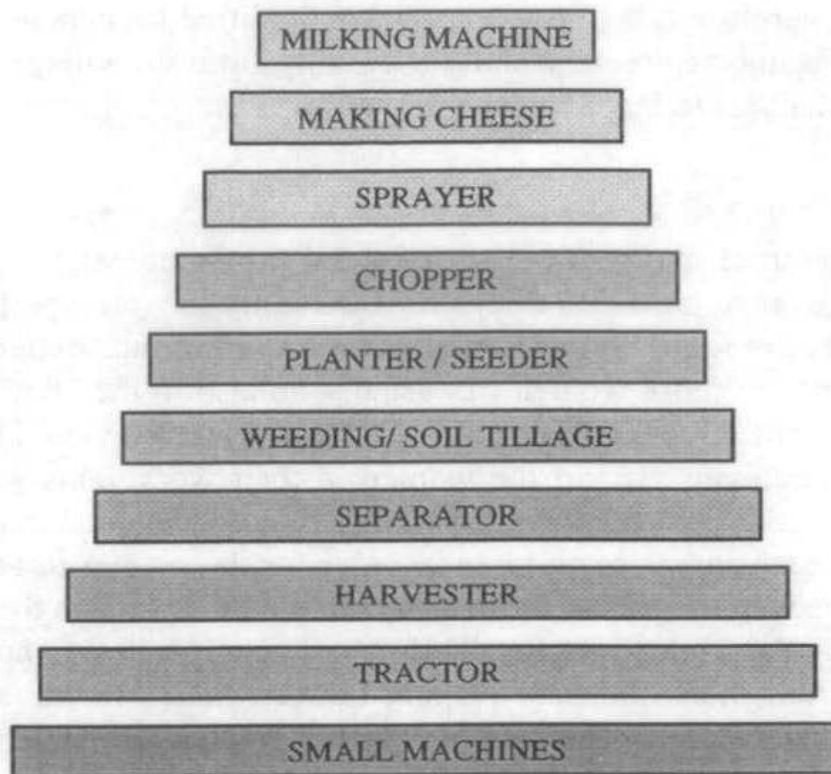 MILKING MACHINE
MAKING CHEESE
SPRAYER
CHOPPER
PLANTER / SEEDER
WEEDING/ SOIL TILLAGE
SEPARATOR
HARVESTER
TRACTOR
SMALL MACHINES